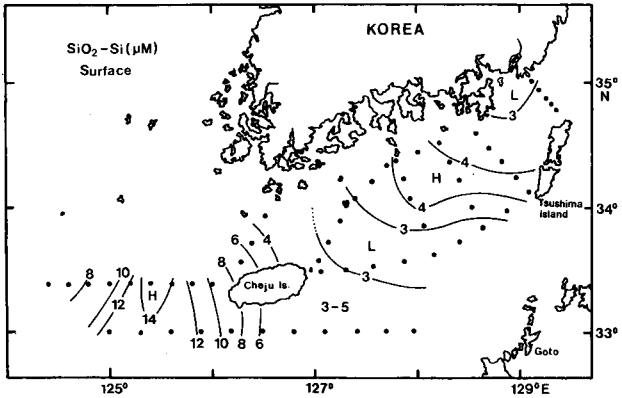 KOREA
SiO₂-Si (μM)
Surface
35°
N
L
3
4
H
4
Tsushima
island
4
34°
3
6
4
L
8
3
8
10
H
12
14
Cheju Is.
3-5
12
10
8
6
33°
Goto
125°
127°
129°E